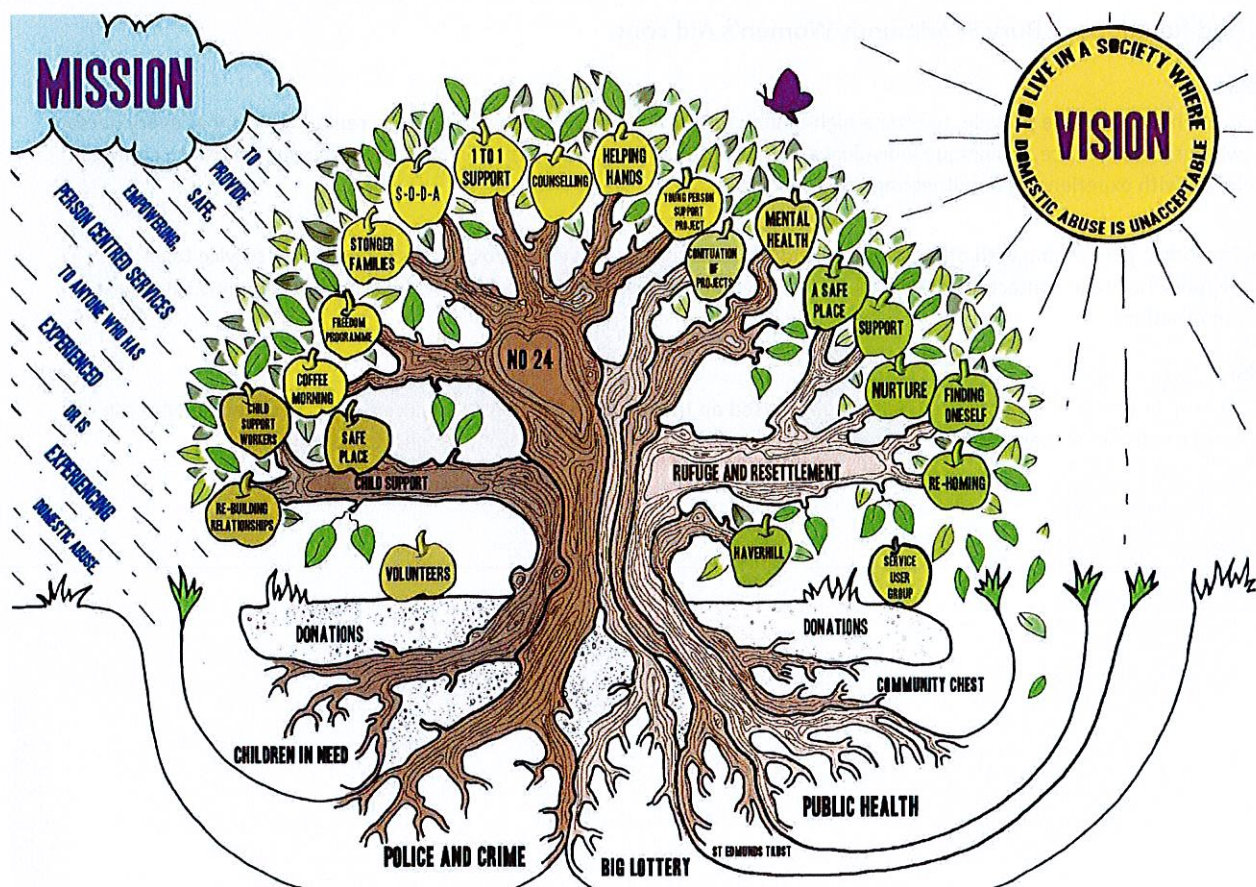 MISSION
TO
PROVIDE
SAFE,
EMPOWERING,
PERSON CENTRED SERVICES
TO ANYONE WHO HAS
EXPERIENCED
OR IS
EXPERIENCING
DOMESTIC ABUSE
TO LIVE IN A SOCIETY WHERE
VISION
DOMESTIC ABUSE IS UNACCEPTABLE
S-O-D-A
1 TO 1
SUPPORT
COUNSELLING
HELPING
HANDS
YOUNG PERSON
SUPPORT
PROJECT
MENTAL
HEALTH
STONGER
FAMILIES
CONITUATION
OF
PROJECTS
A SAFE
PLACE
SUPPORT
FREEDOM
PROGRAMME
NO 24
COFFEE
MORNING
NURTURE
FINDING
ONESELF
CHILD
SUPPORT
WORKERS
SAFE
PLACE
CHILD SUPPORT
RUFUGE AND RESETTLEMENT
RE-HOMING
RE-BUILDING
RELATIONSHIPS
VOLUNTEERS
HAVERHILL
SERVICE
USER
GROUP
DONATIONS
DONATIONS
COMMUNITY CHEST
CHILDREN IN NEED
PUBLIC HEALTH
POLICE AND CRIME
BIG LOTTERY
ST EDMUNDS